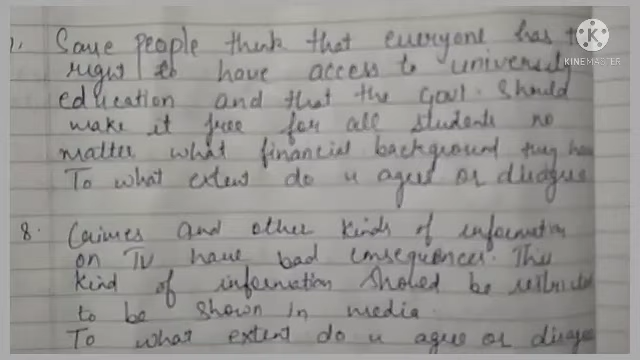 7. Some people think that everyone has the
right to have access to university
education and that the Govt. should
make it free for all students no
matter what financial background they have
To what extent do u agree or disagree
8. Crimes and other kinds of information
on TV have bad consequences. This
kind of information should be restricted
to be shown in media.
To what extent do u agree or disagree
K
KINEMASTER